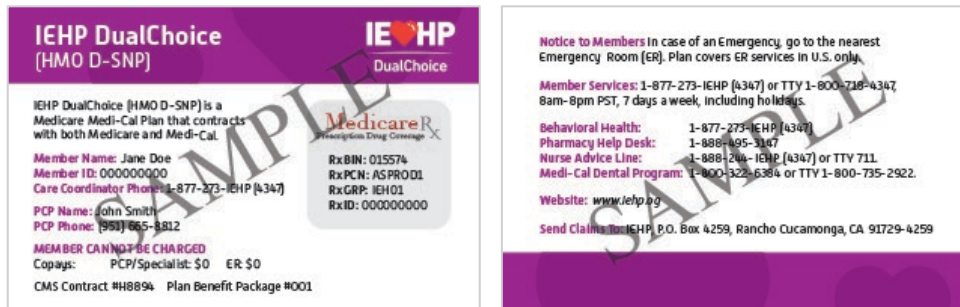 IEHP DualChoice
(HMO D-SNP)
IEHP
DualChoice
IEHP DualChoice (HMO D-SNP) is a
Medicare Medi-Cal Plan that contracts
with both Medicare and Medi-Cal.
Member Name: Jane Doe
Member ID: 000000000
Care Coordinator Phone: 1-877-273-IEHP (4347)
PCP Name: John Smith
PCP Phone: (951) 665-8812
MEMBER CANNOT BE CHARGED
Copays: PCP/Specialist: $0 ER: $0
CMS Contract #H8894 Plan Benefit Package #001
MedicareRx
Prescription Drug Coverage
RxBIN: 015574
RxPCN: ASPROD1
RxGRP: IEH01
RxID: 000000000
SAMPLE
Notice to Members In case of an Emergency, go to the nearest
Emergency Room (ER). Plan covers ER services in U.S. only.
Member Services: 1-877-273-IEHP (4347) or TTY 1-800-718-4347,
8am-8pm PST, 7 days a week, including holidays.
Behavioral Health: 1-877-273-IEHP (4347)
Pharmacy Help Desk: 1-888-495-3147
Nurse Advice Line: 1-888-244-IEHP (4347) or TTY 711.
Medi-Cal Dental Program: 1-800-322-6384 or TTY 1-800-735-2922.
Website: www.iehp.og
Send Claims To: IEHP, P.O. Box 4259, Rancho Cucamonga, CA 91729-4259
SAMPLE